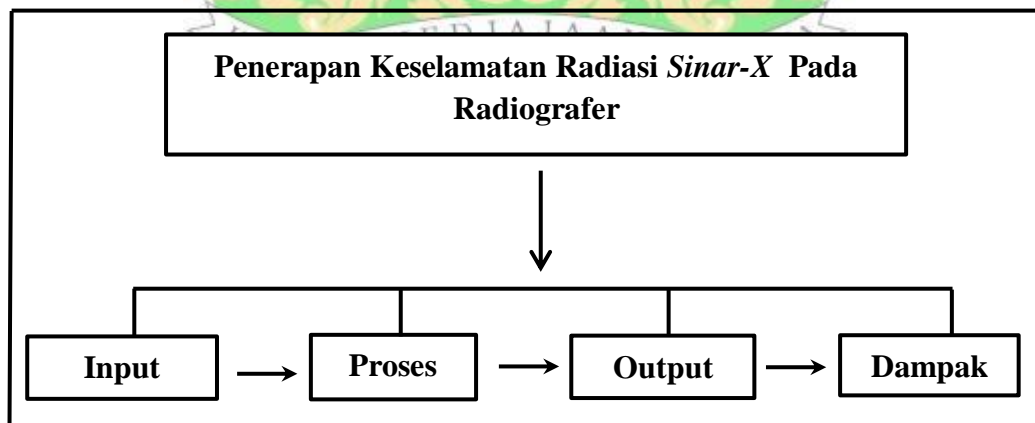 Penerapan Keselamatan Radiasi Sinar-X Pada
Radiografer
Input
Proses
Output
Dampak